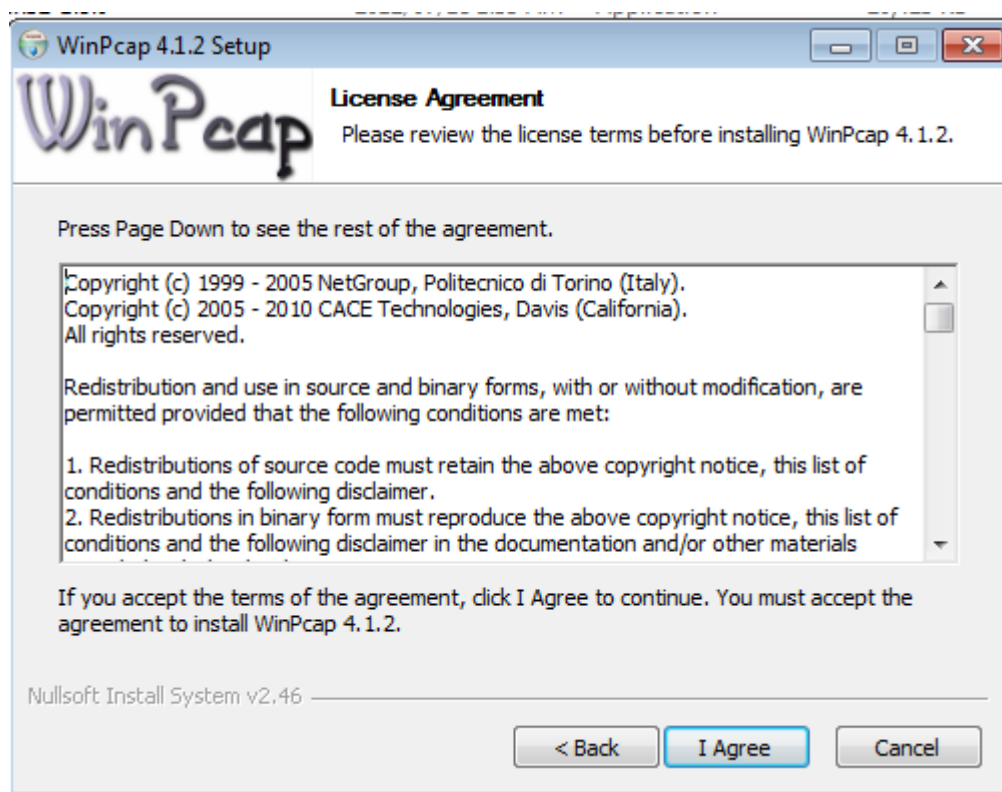 WinPcap 4.1.2 Setup
WinPcap
License Agreement
Please review the license terms before installing WinPcap 4.1.2.
Press Page Down to see the rest of the agreement.
Copyright (c) 1999 - 2005 NetGroup, Politecnico di Torino (Italy).
Copyright (c) 2005 - 2010 CACE Technologies, Davis (California).
All rights reserved.
Redistribution and use in source and binary forms, with or without modification, are
permitted provided that the following conditions are met:
1. Redistributions of source code must retain the above copyright notice, this list of
conditions and the following disclaimer.
2. Redistributions in binary form must reproduce the above copyright notice, this list of
conditions and the following disclaimer in the documentation and/or other materials
If you accept the terms of the agreement, click I Agree to continue. You must accept the
agreement to install WinPcap 4.1.2.
Nullsoft Install System v2.46
< Back
I Agree
Cancel